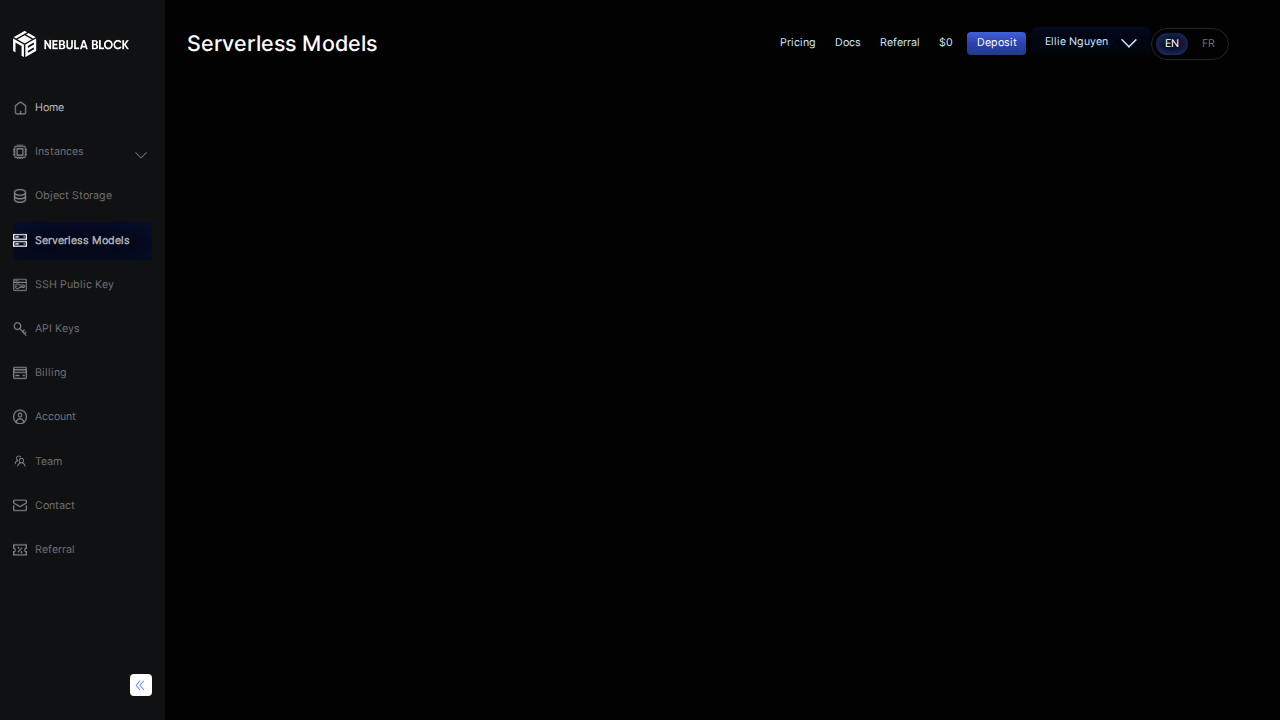 NEBULA BLOCK
Home
Instances
Object Storage
Serverless Models
SSH Public Key
API Keys
Billing
Account
Team
Contact
Referral
Serverless Models
Pricing
Docs
Referral
$0
Deposit
Ellie Nguyen
EN
FR